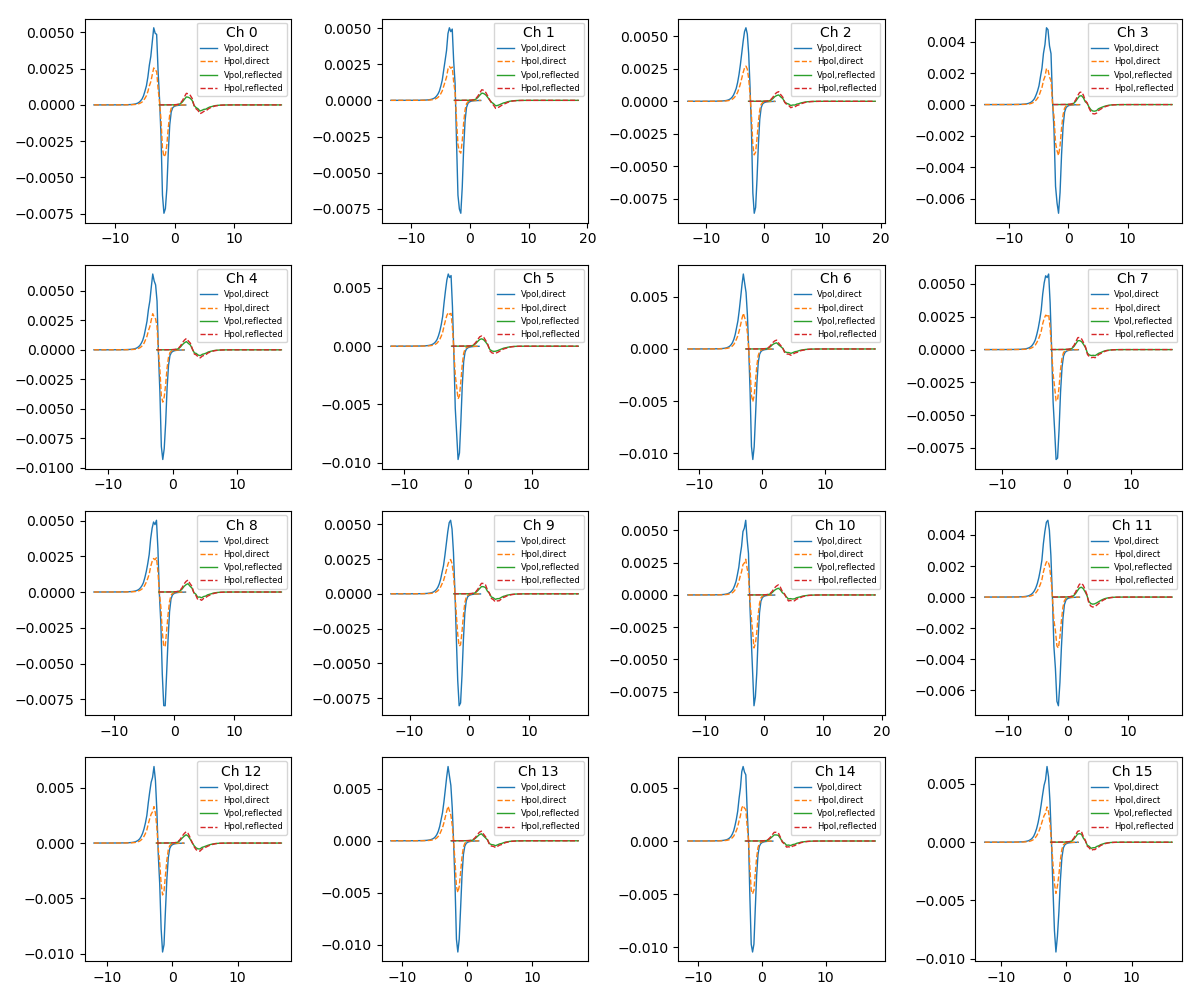 Ch 0
Vpol,direct
Hpol,direct
Vpol,reflected
Hpol,reflected
0.0050
0.0025
0.0000
−0.0025
−0.0050
−0.0075
−10 0 10
Ch 1
Vpol,direct
Hpol,direct
Vpol,reflected
Hpol,reflected
0.0050
0.0025
0.0000
−0.0025
−0.0050
−0.0075
−10 0 10 20
Ch 2
Vpol,direct
Hpol,direct
Vpol,reflected
Hpol,reflected
0.0050
0.0025
0.0000
−0.0025
−0.0050
−0.0075
−10 0 10 20
Ch 3
Vpol,direct
Hpol,direct
Vpol,reflected
Hpol,reflected
0.004
0.002
0.000
−0.002
−0.004
−0.006
−10 0 10
Ch 4
Vpol,direct
Hpol,direct
Vpol,reflected
Hpol,reflected
0.0050
0.0025
0.0000
−0.0025
−0.0050
−0.0075
−0.0100
−10 0 10
Ch 5
Vpol,direct
Hpol,direct
Vpol,reflected
Hpol,reflected
0.005
0.000
−0.005
−0.010
−10 0 10
Ch 6
Vpol,direct
Hpol,direct
Vpol,reflected
Hpol,reflected
0.005
0.000
−0.005
−0.010
−10 0 10
Ch 7
Vpol,direct
Hpol,direct
Vpol,reflected
Hpol,reflected
0.0050
0.0025
0.0000
−0.0025
−0.0050
−0.0075
−10 0 10
Ch 8
Vpol,direct
Hpol,direct
Vpol,reflected
Hpol,reflected
0.0050
0.0025
0.0000
−0.0025
−0.0050
−0.0075
−10 0 10
Ch 9
Vpol,direct
Hpol,direct
Vpol,reflected
Hpol,reflected
0.0050
0.0025
0.0000
−0.0025
−0.0050
−0.0075
−10 0 10
Ch 10
Vpol,direct
Hpol,direct
Vpol,reflected
Hpol,reflected
0.0050
0.0025
0.0000
−0.0025
−0.0050
−0.0075
−10 0 10 20
Ch 11
Vpol,direct
Hpol,direct
Vpol,reflected
Hpol,reflected
0.004
0.002
0.000
−0.002
−0.004
−0.006
−10 0 10
Ch 12
Vpol,direct
Hpol,direct
Vpol,reflected
Hpol,reflected
0.005
0.000
−0.005
−0.010
−10 0 10
Ch 13
Vpol,direct
Hpol,direct
Vpol,reflected
Hpol,reflected
0.005
0.000
−0.005
−0.010
−10 0 10
Ch 14
Vpol,direct
Hpol,direct
Vpol,reflected
Hpol,reflected
0.005
0.000
−0.005
−0.010
−10 0 10
Ch 15
Vpol,direct
Hpol,direct
Vpol,reflected
Hpol,reflected
0.005
0.000
−0.005
−0.010
−10 0 10